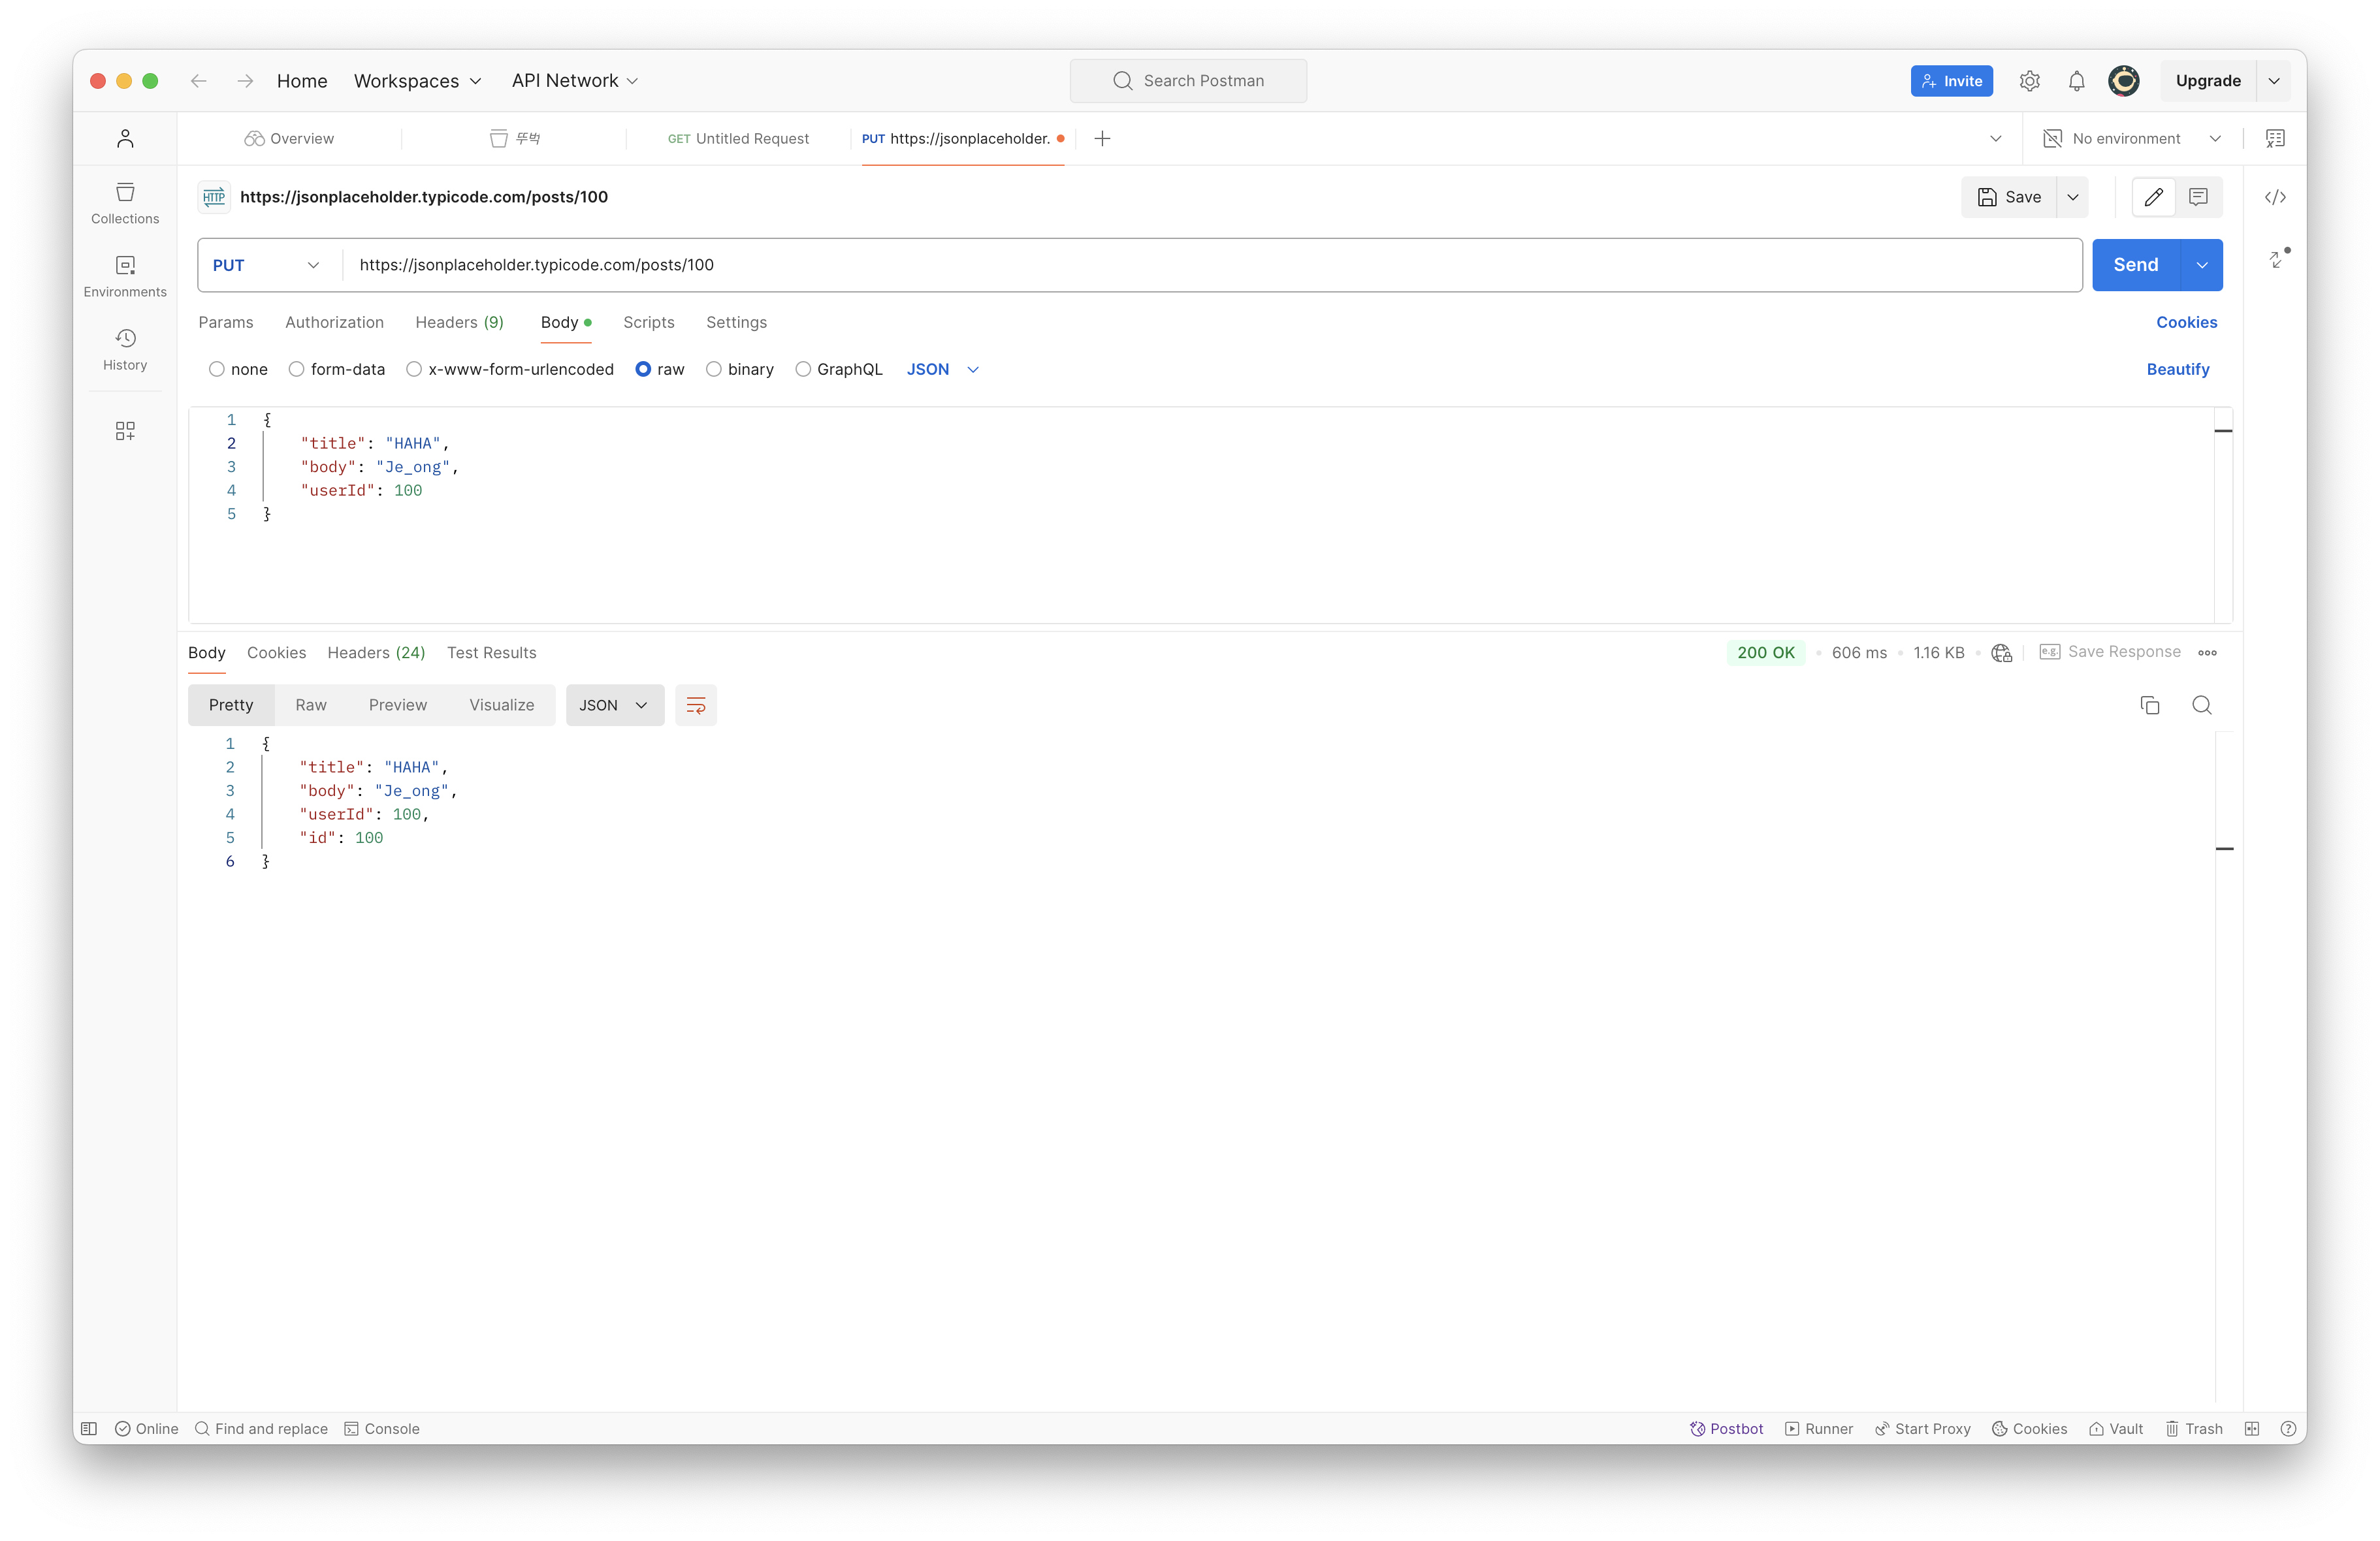 Home Workspaces API Network Search Postman Invite Upgrade
Overview 뚜벅 GET Untitled Request PUT https://jsonplaceholder. No environment
HTTP https://jsonplaceholder.typicode.com/posts/100 Save
Collections
Environments
History
PUT https://jsonplaceholder.typicode.com/posts/100 Send
Params Authorization Headers (9) Body Scripts Settings Cookies
none form-data x-www-form-urlencoded raw binary GraphQL JSON Beautify
1 {
2 "title": "HAHA",
3 "body": "Je_ong",
4 "userId": 100
5 }
Body Cookies Headers (24) Test Results 200 OK 606 ms 1.16 KB e.g. Save Response
Pretty Raw Preview Visualize JSON
1 {
2 "title": "HAHA",
3 "body": "Je_ong",
4 "userId": 100,
5 "id": 100
6 }
Online Find and replace Console Postbot Runner Start Proxy Cookies Vault Trash